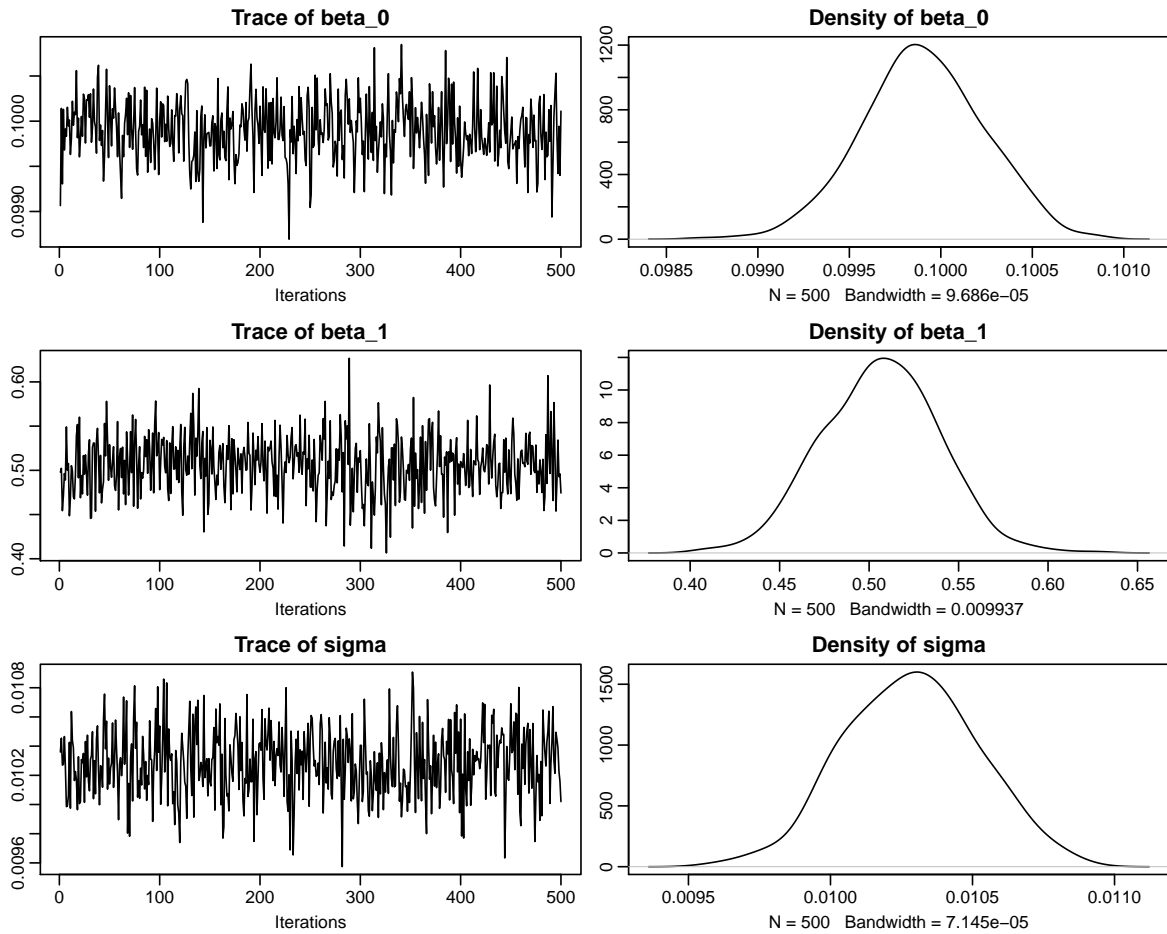 Trace of beta_0
0.1000
0.0990
0 100 200 300 400 500
Iterations
Density of beta_0
1200
800
400
0
0.0985 0.0990 0.0995 0.1000 0.1005 0.1010
N = 500 Bandwidth = 9.686e−05
Trace of beta_1
0.60
0.50
0.40
0 100 200 300 400 500
Iterations
Density of beta_1
10
8
6
4
2
0
0.40 0.45 0.50 0.55 0.60 0.65
N = 500 Bandwidth = 0.009937
Trace of sigma
0.0108
0.0102
0.0096
0 100 200 300 400 500
Iterations
Density of sigma
1500
1000
500
0
0.0095 0.0100 0.0105 0.0110
N = 500 Bandwidth = 7.145e−05